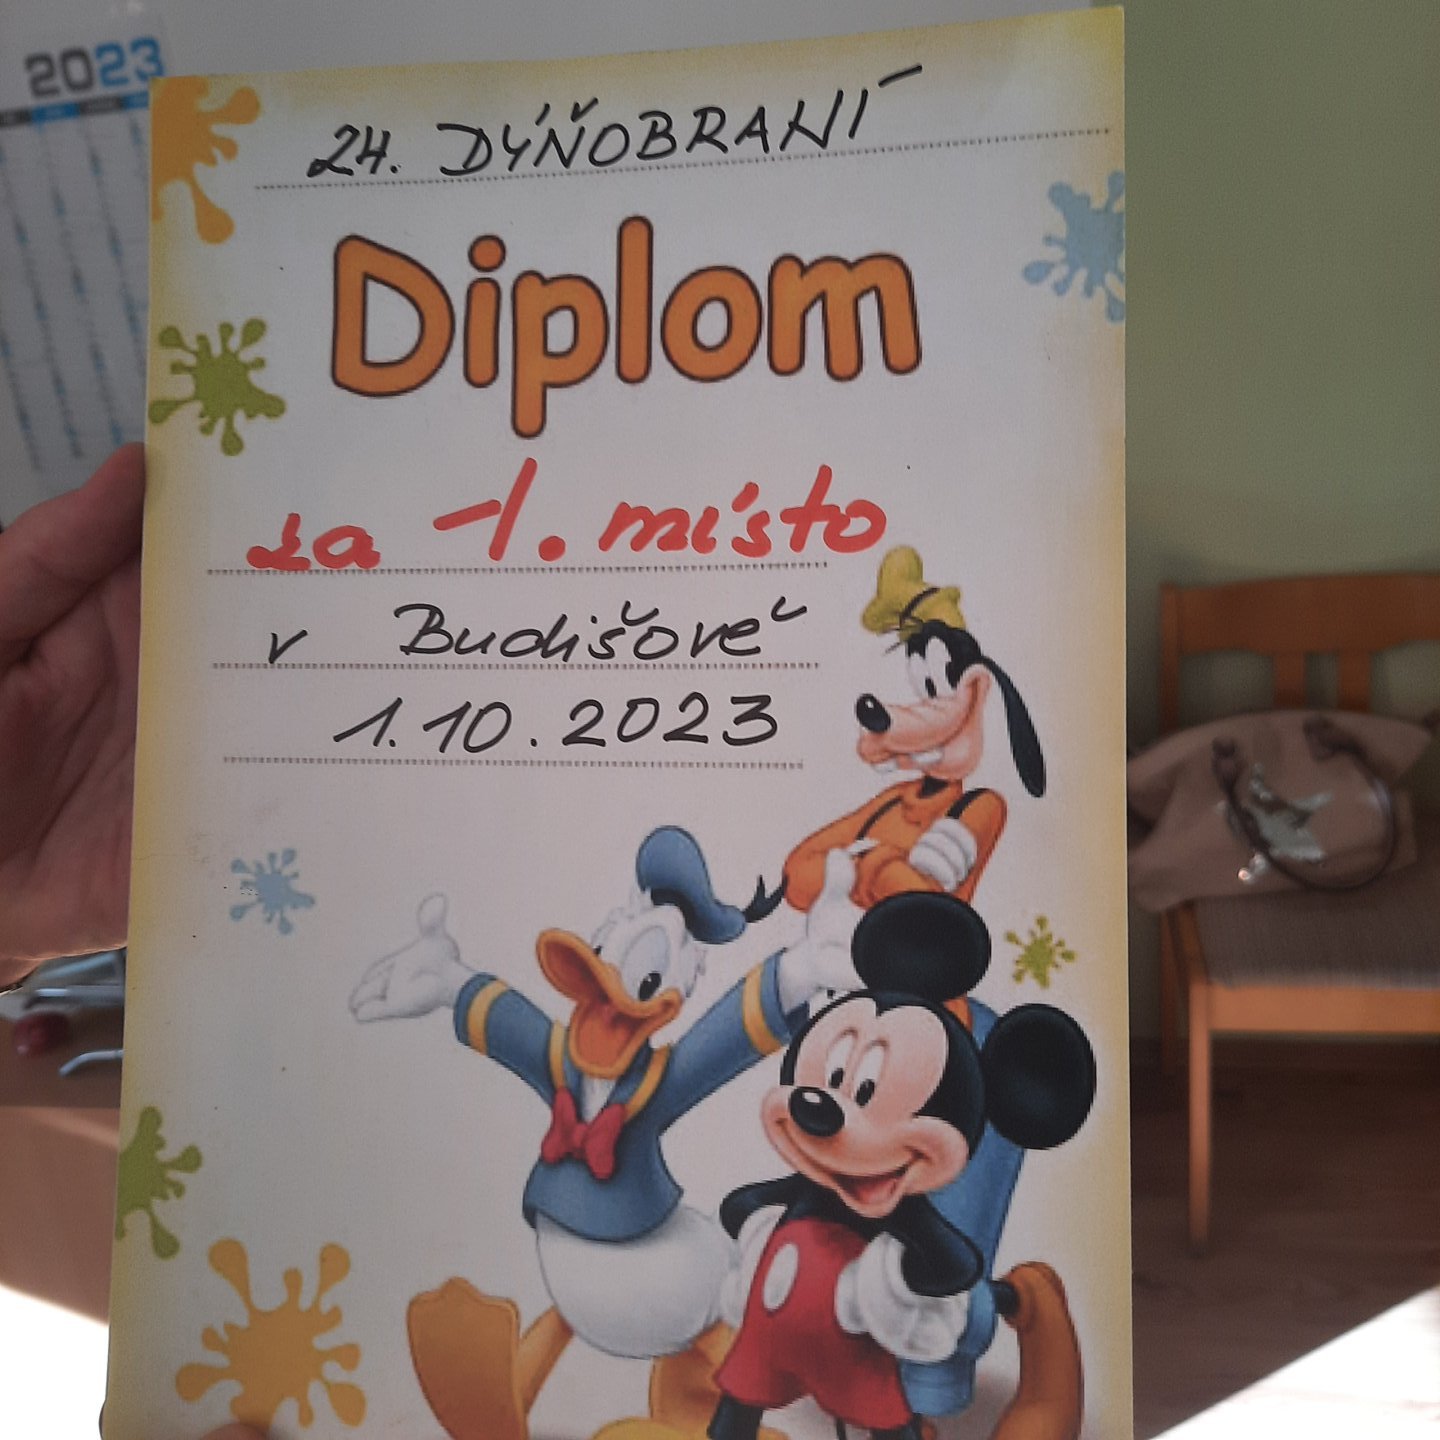 2023
24. DÝŇOBRANÍ
Diplom
za 1. místo
v Budišově
1.10.2023